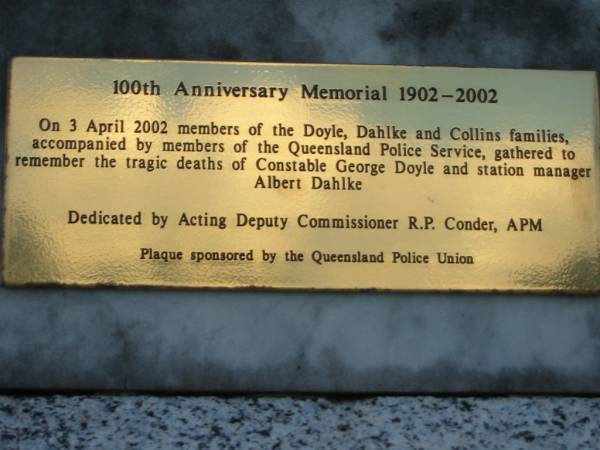 100th Anniversary Memorial 1902–2002
On 3 April 2002 members of the Doyle, Dahlke and Collins families,
accompanied by members of the Queensland Police Service, gathered to
remember the tragic deaths of Constable George Doyle and station manager
Albert Dahlke
Dedicated by Acting Deputy Commissioner R.P. Conder, APM
Plaque sponsored by the Queensland Police Union